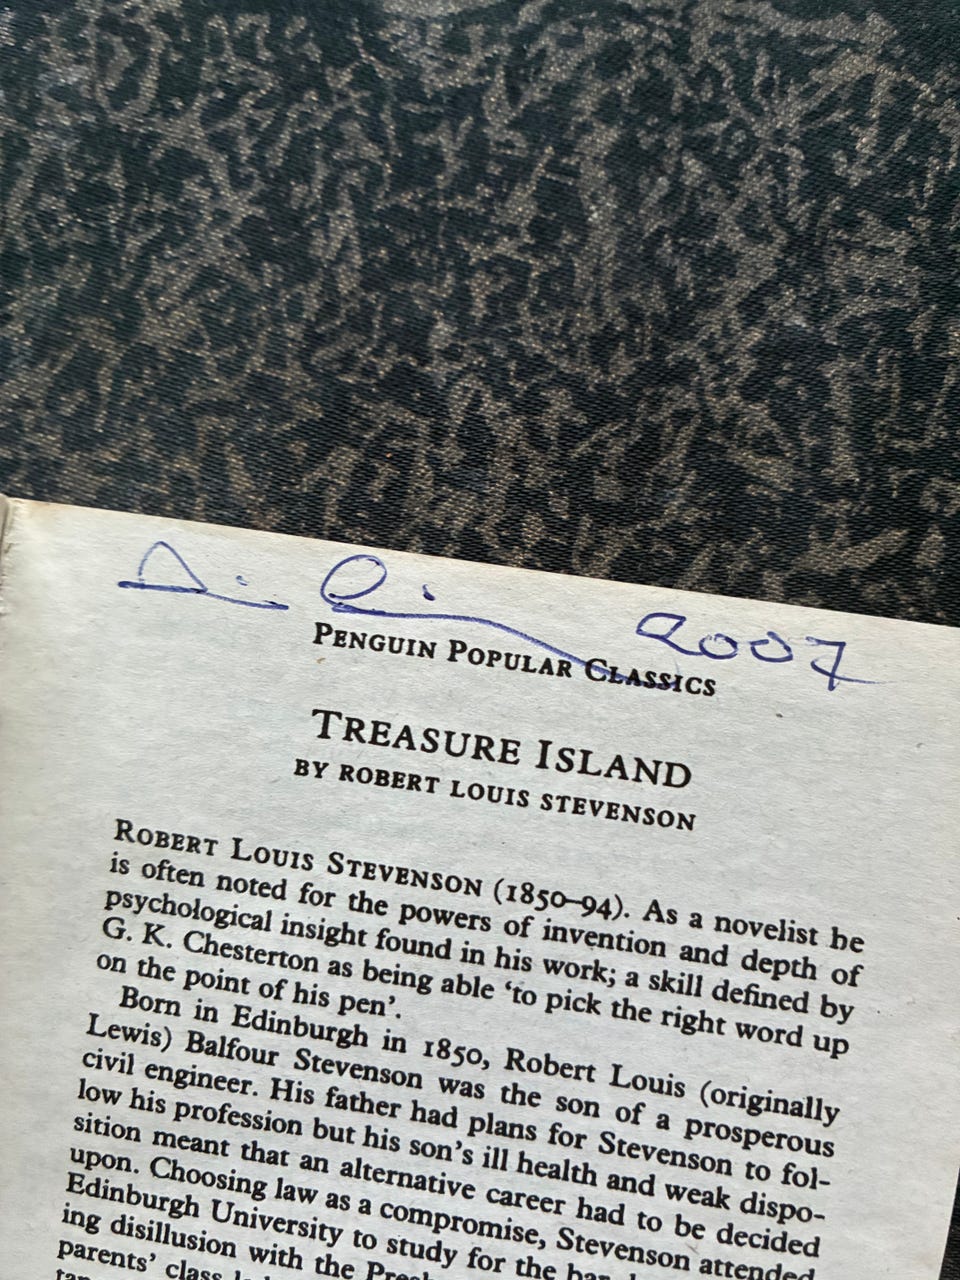 2007
PENGUIN POPULAR CLASSICS
TREASURE ISLAND
BY ROBERT LOUIS STEVENSON
ROBERT LOUIS STEVENSON (1850–94). As a novelist he
is often noted for the powers of invention and depth of
psychological insight found in his work; a skill defined by
G. K. Chesterton as being able ‘to pick the right word up
on the point of his pen’.
Born in Edinburgh in 1850, Robert Louis (originally
Lewis) Balfour Stevenson was the son of a prosperous
civil engineer. His father had plans for Stevenson to fol-
low his profession but his son’s ill health and weak dispo-
sition meant that an alternative career had to be decided
upon. Choosing law as a compromise, Stevenson attended
Edinburgh University to study for the
ing disillusion with the
parents’ class